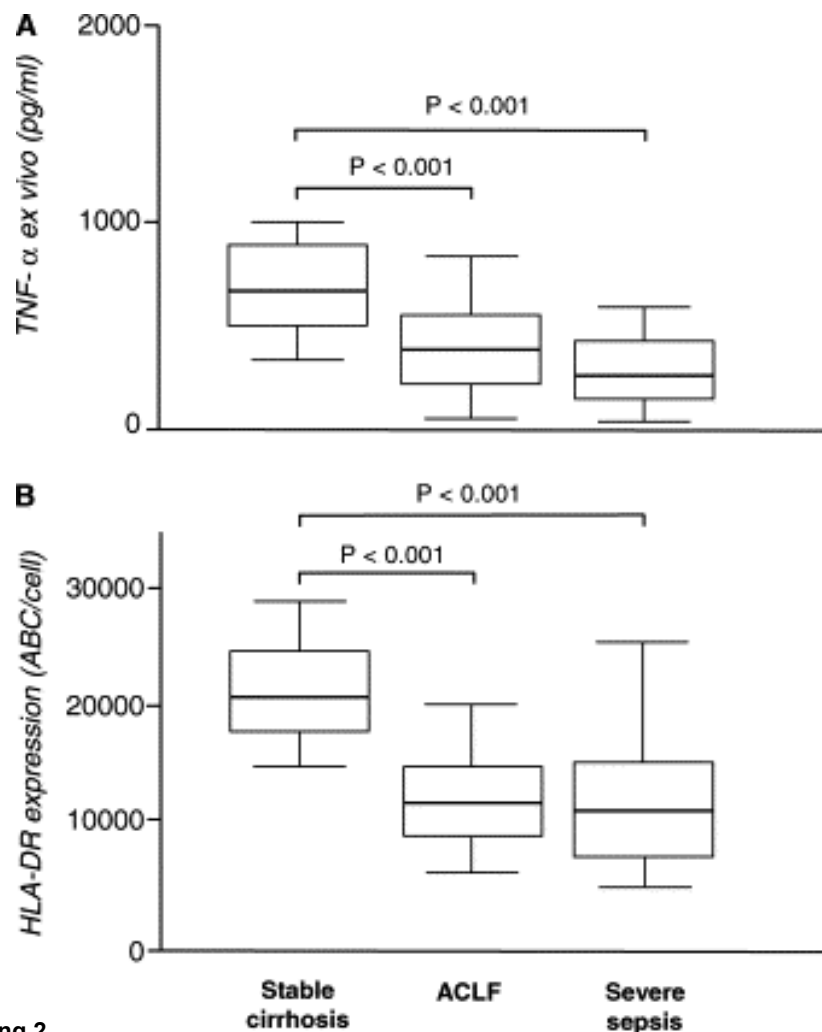 A
2000
TNF- α ex vivo (pg/ml)
P < 0.001
P < 0.001
1000
0
B
P < 0.001
P < 0.001
HLA-DR expression (ABC/cell)
30000
20000
10000
0
Stable
cirrhosis
ACLF
Severe
sepsis